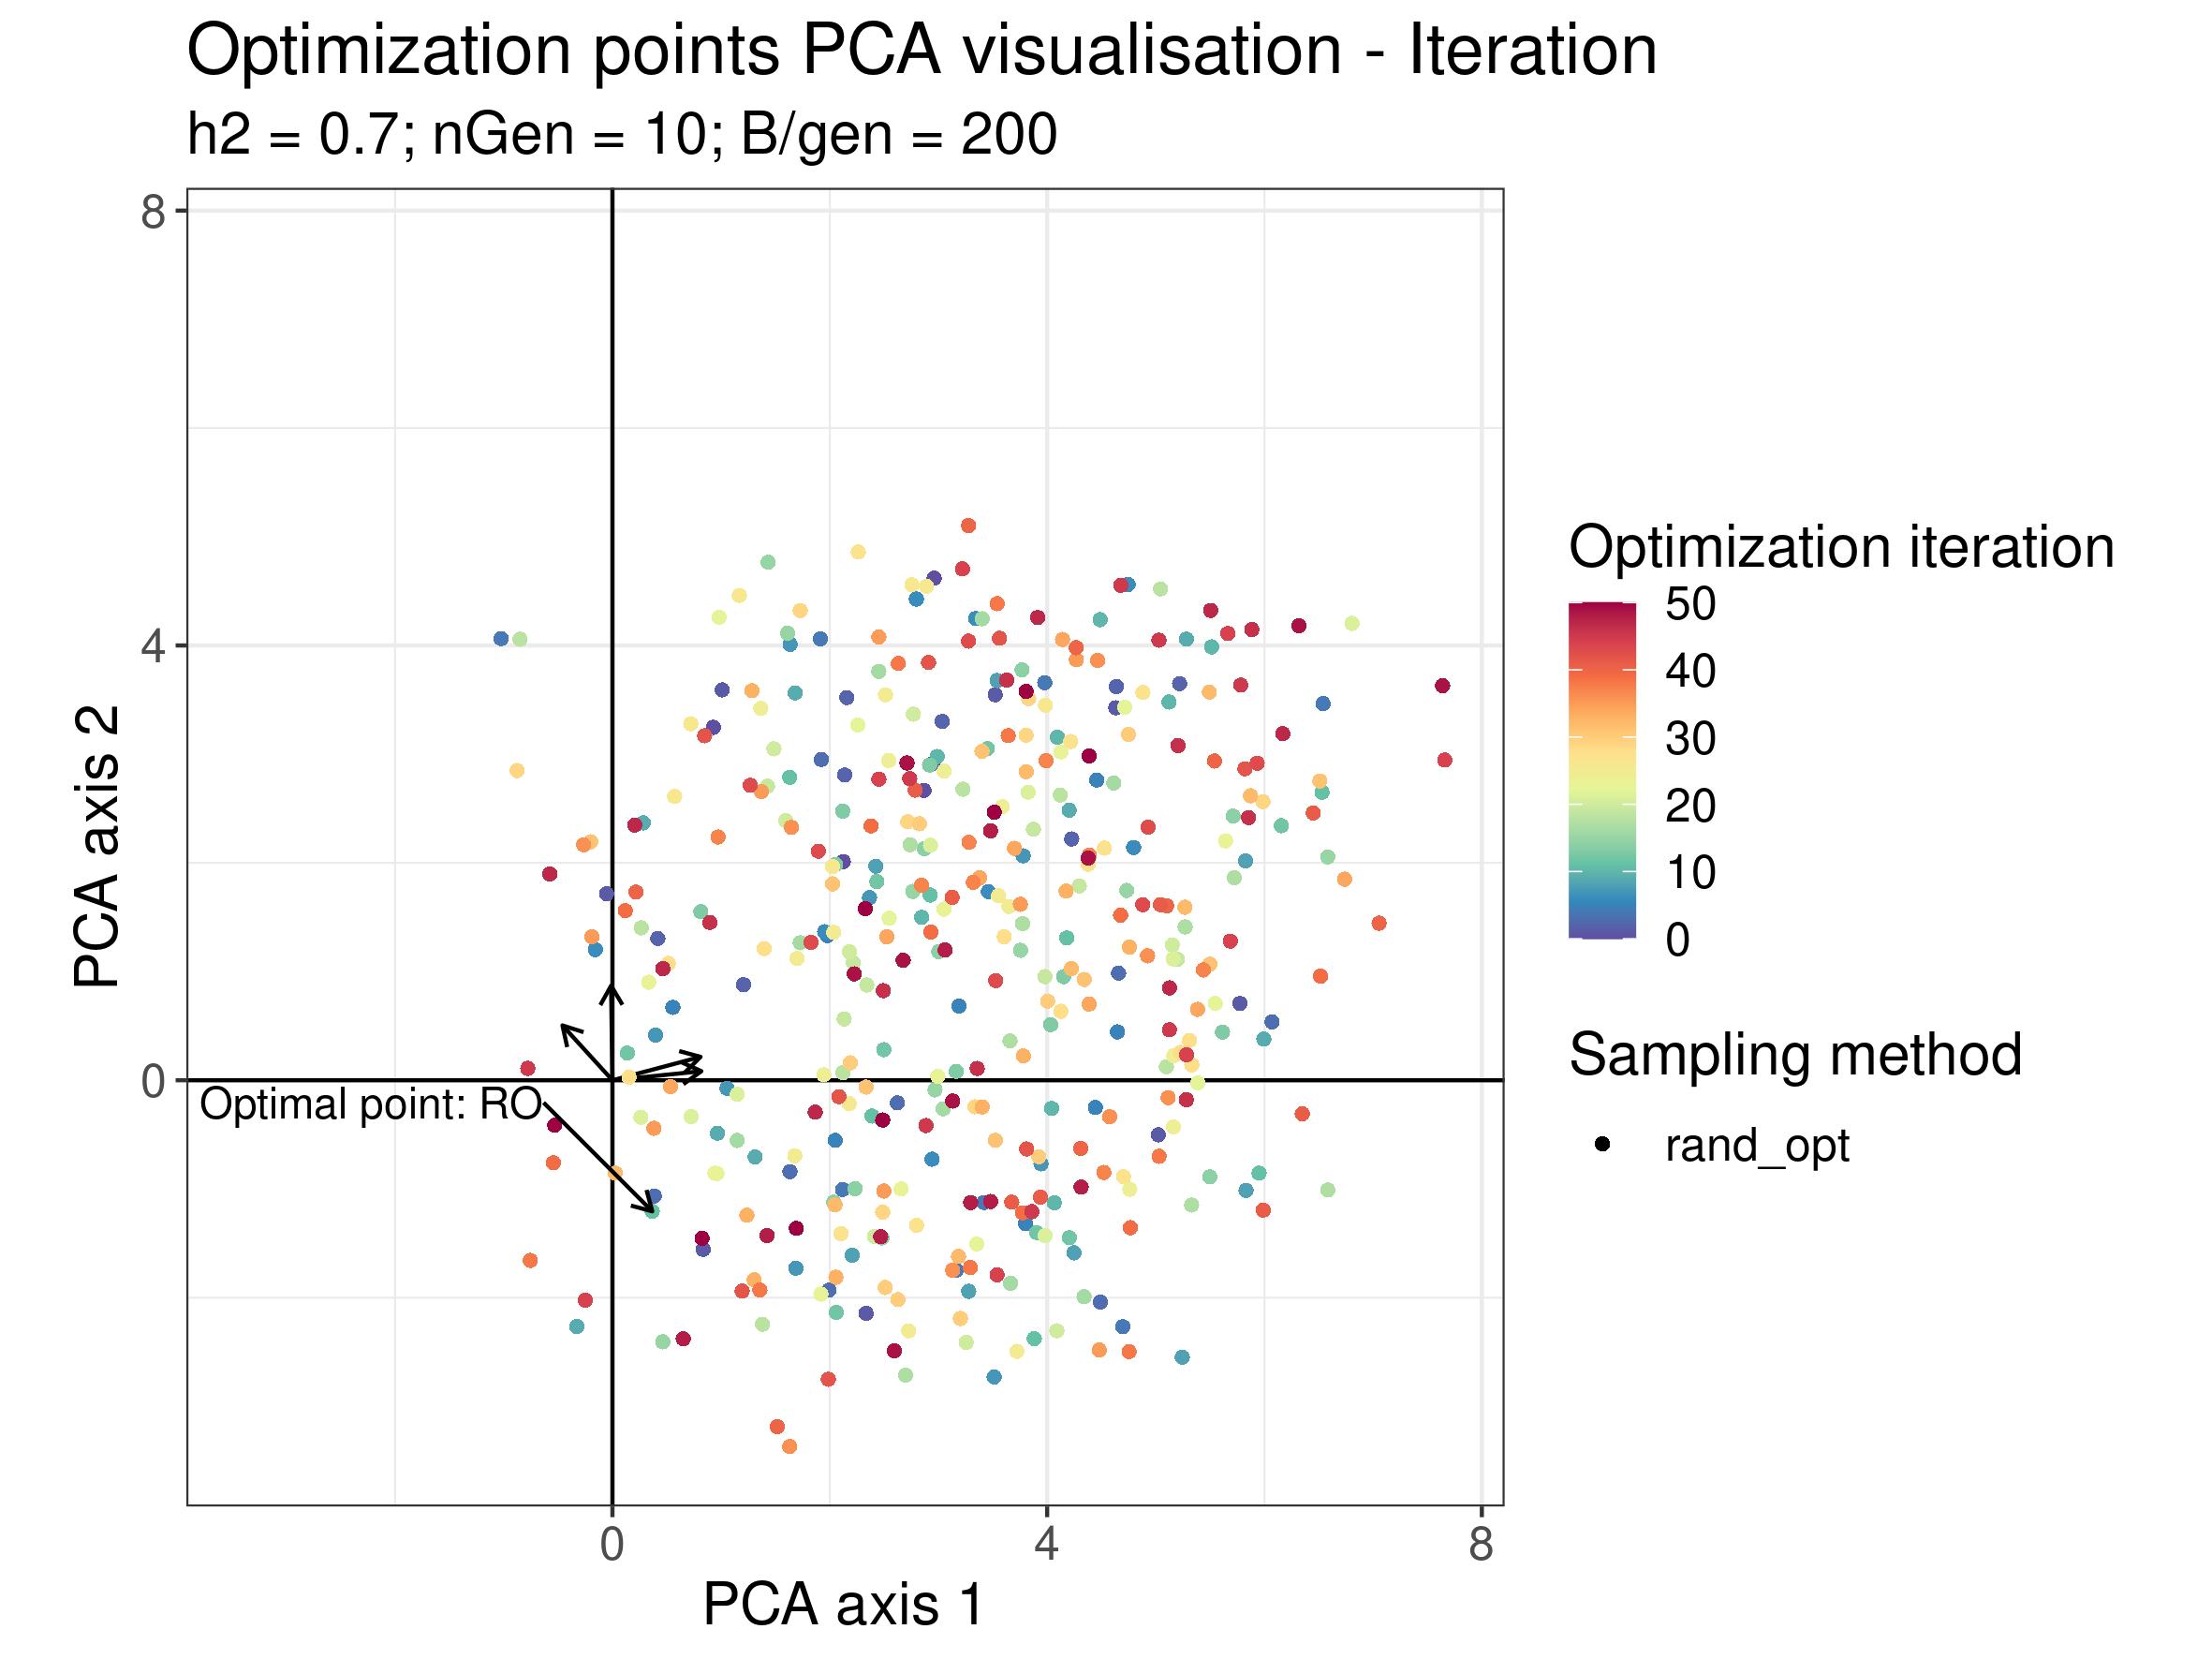 Optimization points PCA visualisation - Iteration
h2 = 0.7; nGen = 10; B/gen = 200
8
4
0
PCA axis 2
Optimal point: RO
0
4
8
PCA axis 1
Optimization iteration
50
40
30
20
10
0
Sampling method
rand_opt